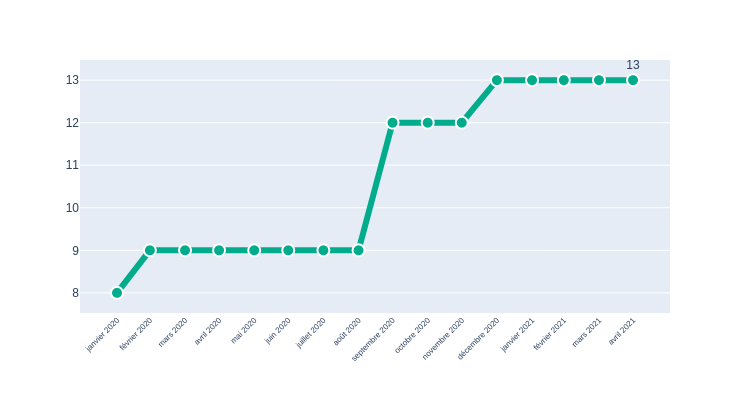 13
13
12
11
10
9
8
janvier 2020
février 2020
mars 2020
avril 2020
mai 2020
juin 2020
juillet 2020
août 2020
septembre 2020
octobre 2020
novembre 2020
décembre 2020
janvier 2021
février 2021
mars 2021
avril 2021